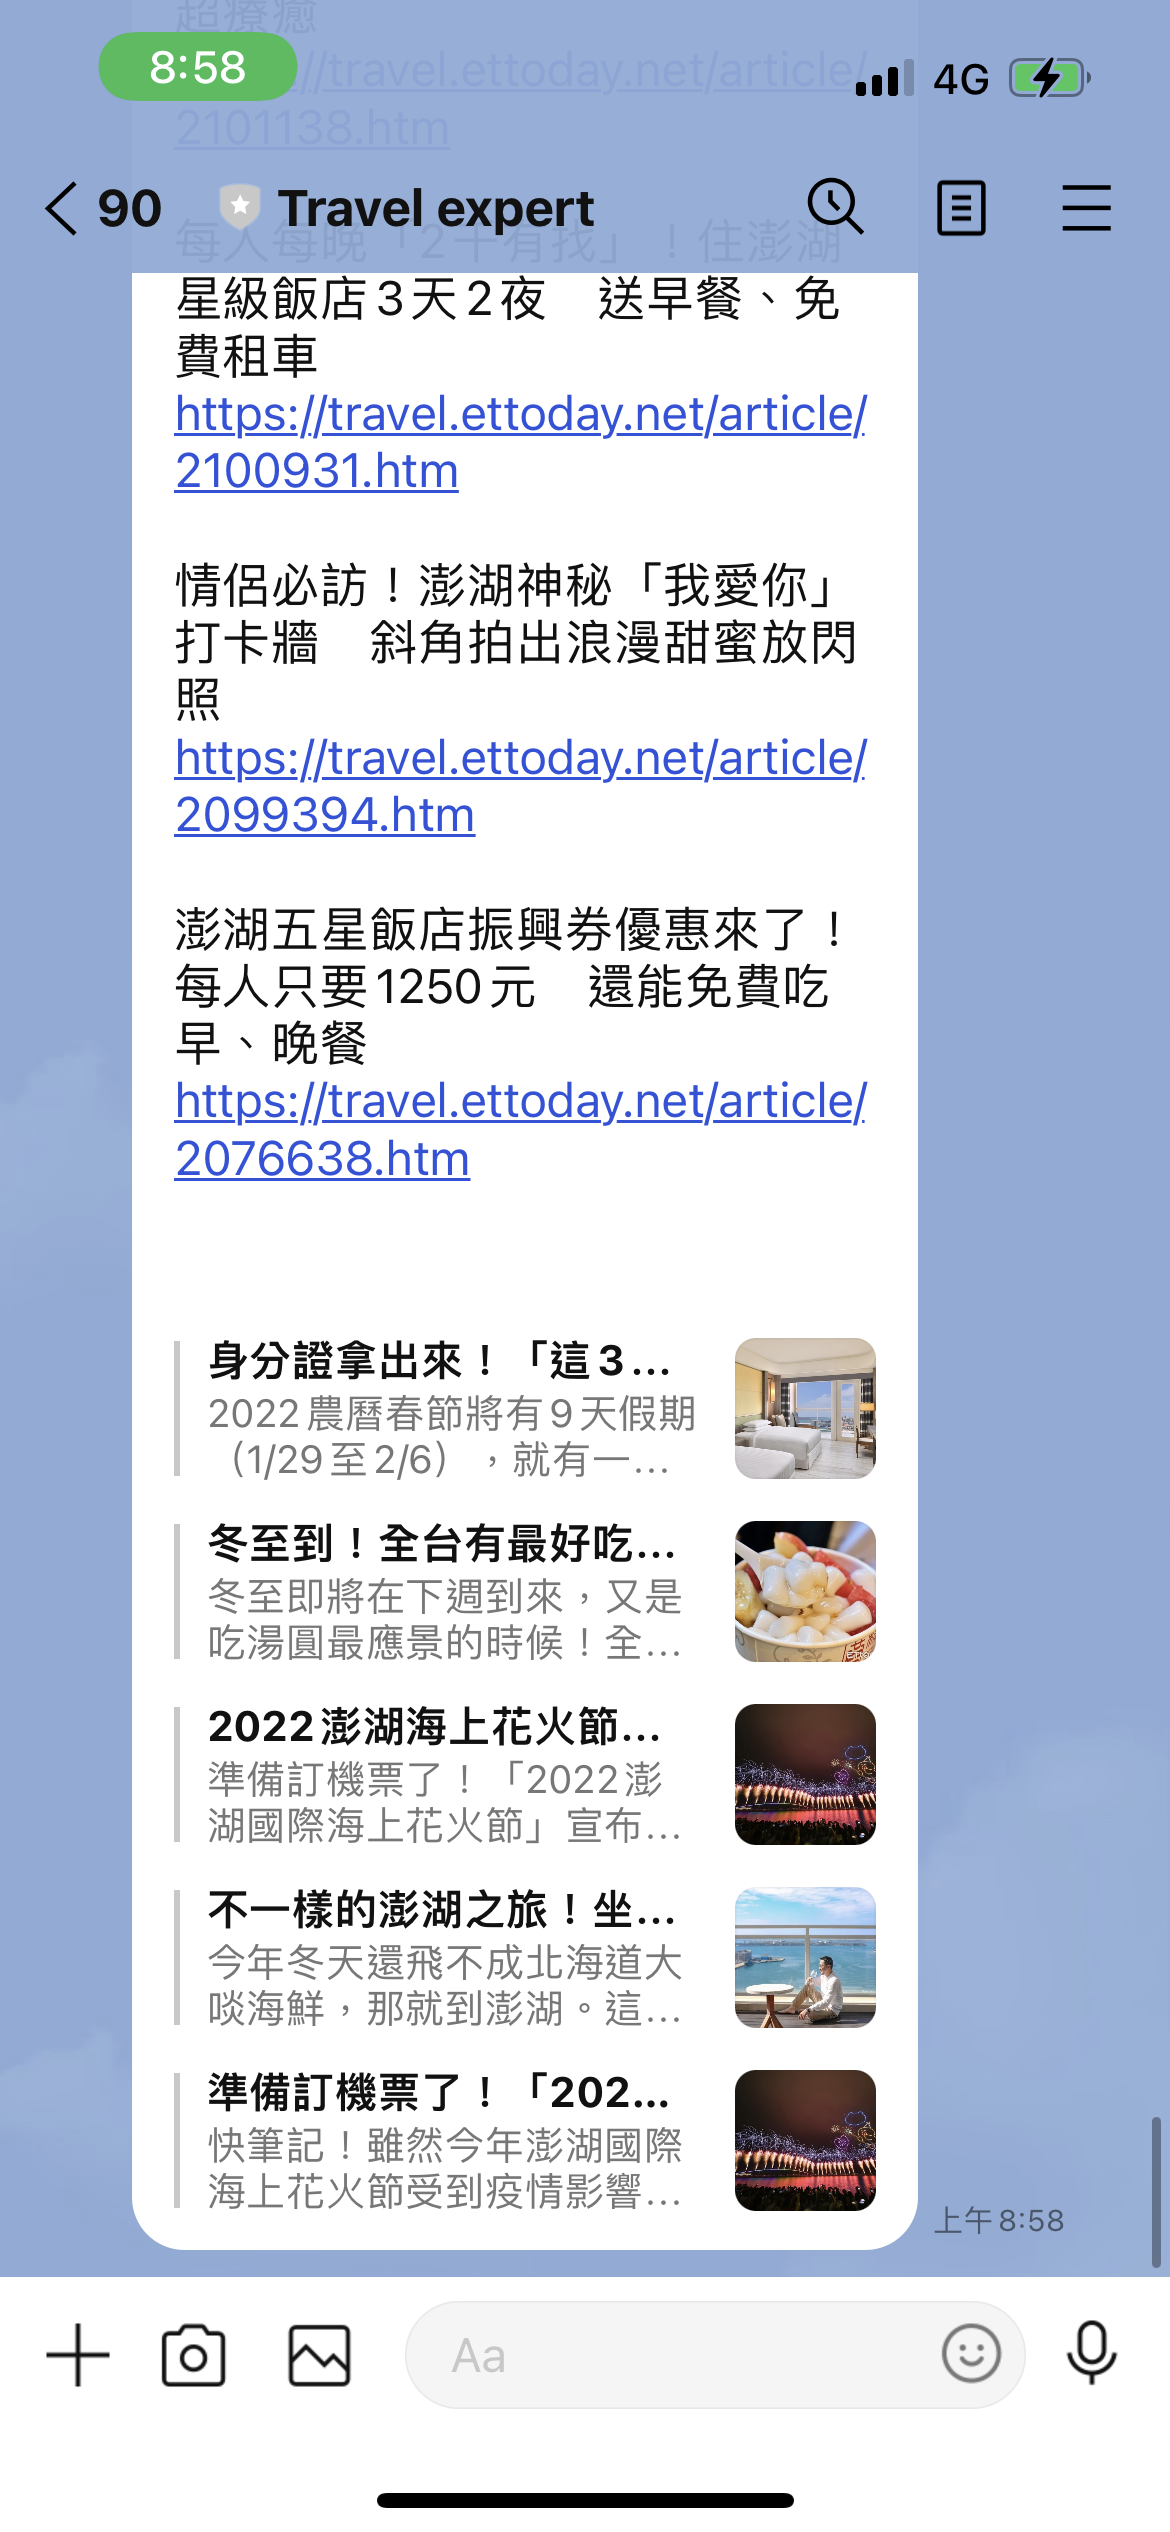 超療癒
8:58
//travel.ettoday.net/article
4G
2101138.htm
90
Travel expert
每人每晚「2千有找」！住澎湖
星級飯店3天2夜　送早餐、免
費租車
https://travel.ettoday.net/article/
2100931.htm
情侶必訪！澎湖神秘「我愛你」
打卡牆　斜角拍出浪漫甜蜜放閃
照
https://travel.ettoday.net/article/
2099394.htm
澎湖五星飯店振興券優惠來了！
每人只要1250元　還能免費吃
早、晚餐
https://travel.ettoday.net/article/
2076638.htm
身分證拿出來！「這3...
2022農曆春節將有9天假期
（1/29至2/6），就有一...
冬至到！全台有最好吃...
冬至即將在下週到來，又是
吃湯圓最應景的時候！全...
2022澎湖海上花火節...
準備訂機票了！「2022澎
湖國際海上花火節」宣布...
不一樣的澎湖之旅！坐...
今年冬天還飛不成北海道大
啖海鮮，那就到澎湖。這...
準備訂機票了！「202...
快筆記！雖然今年澎湖國際
海上花火節受到疫情影響...
上午8:58
Aa